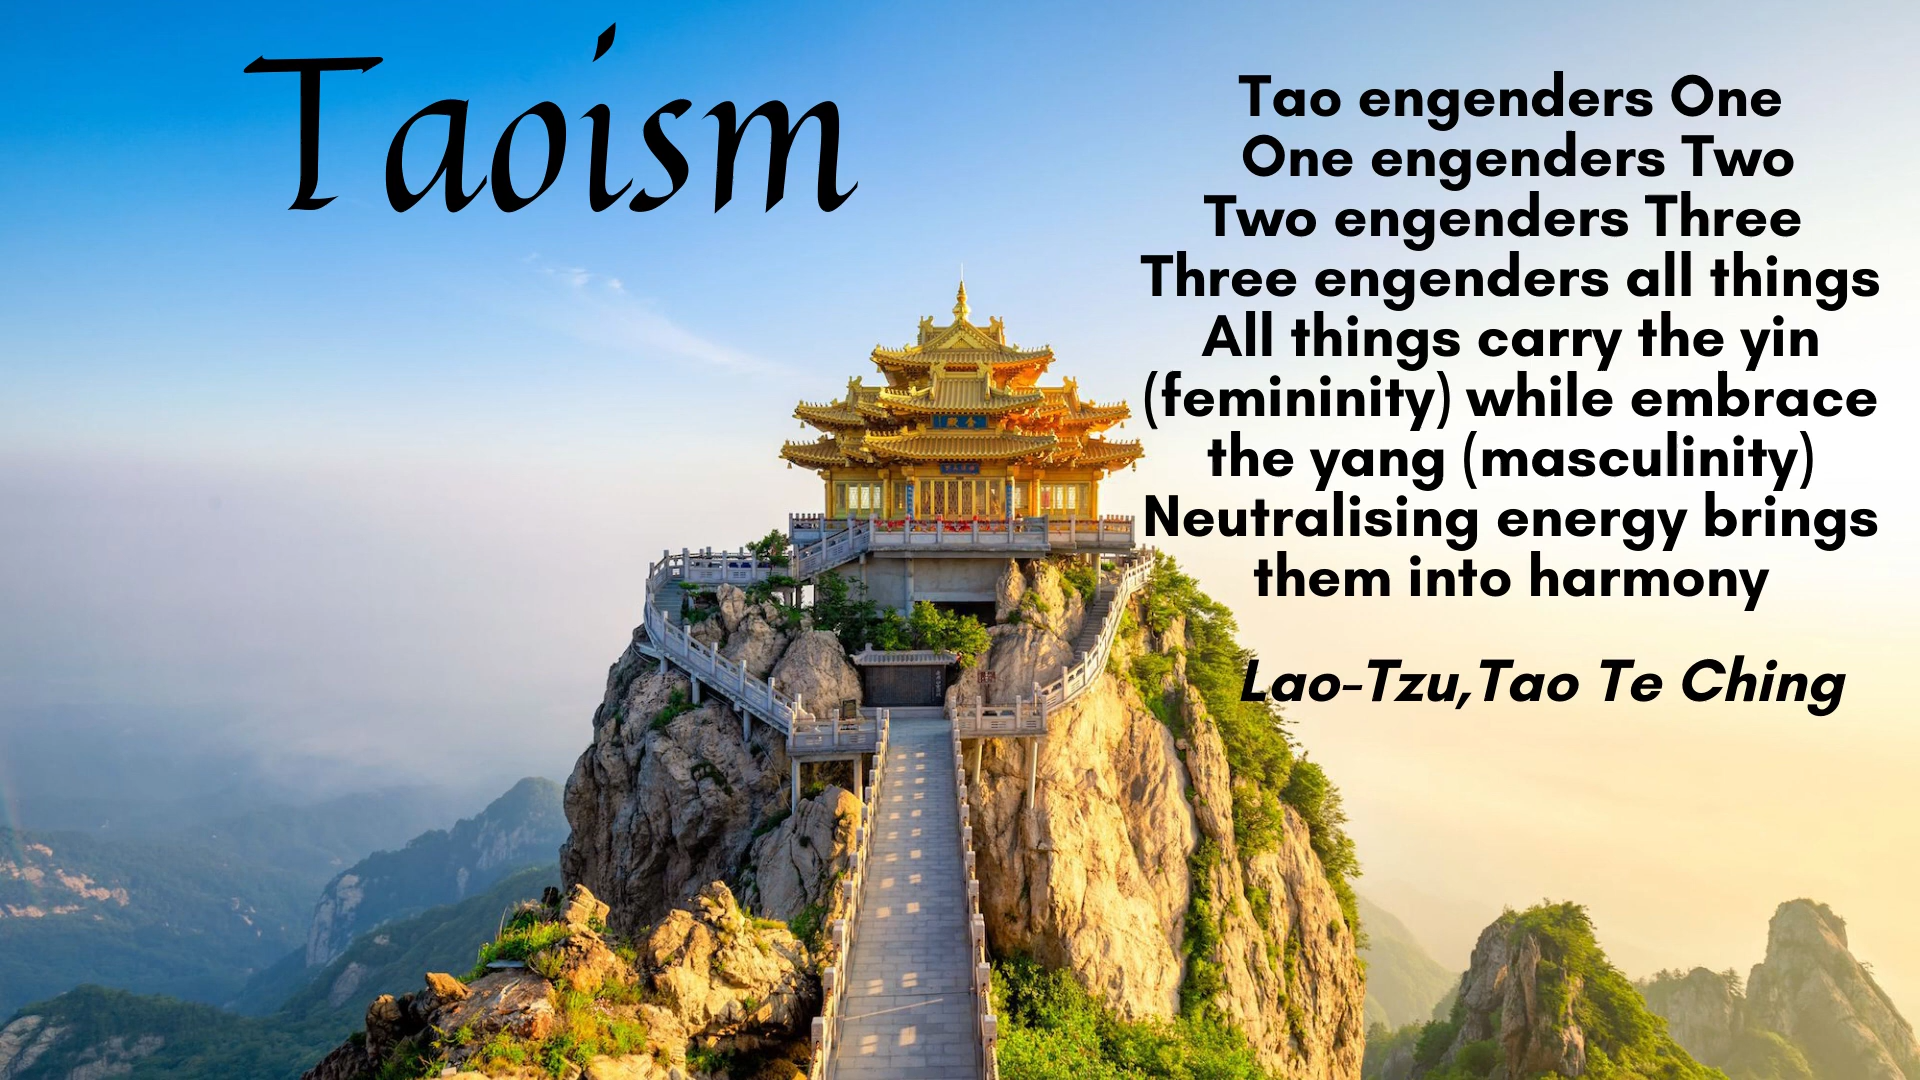 Taoism
Tao engenders One
One engenders Two
Two engenders Three
Three engenders all things
All things carry the yin
(femininity) while embrace
the yang (masculinity)
Neutralising energy brings
them into harmony
Lao-Tzu,Tao Te Ching